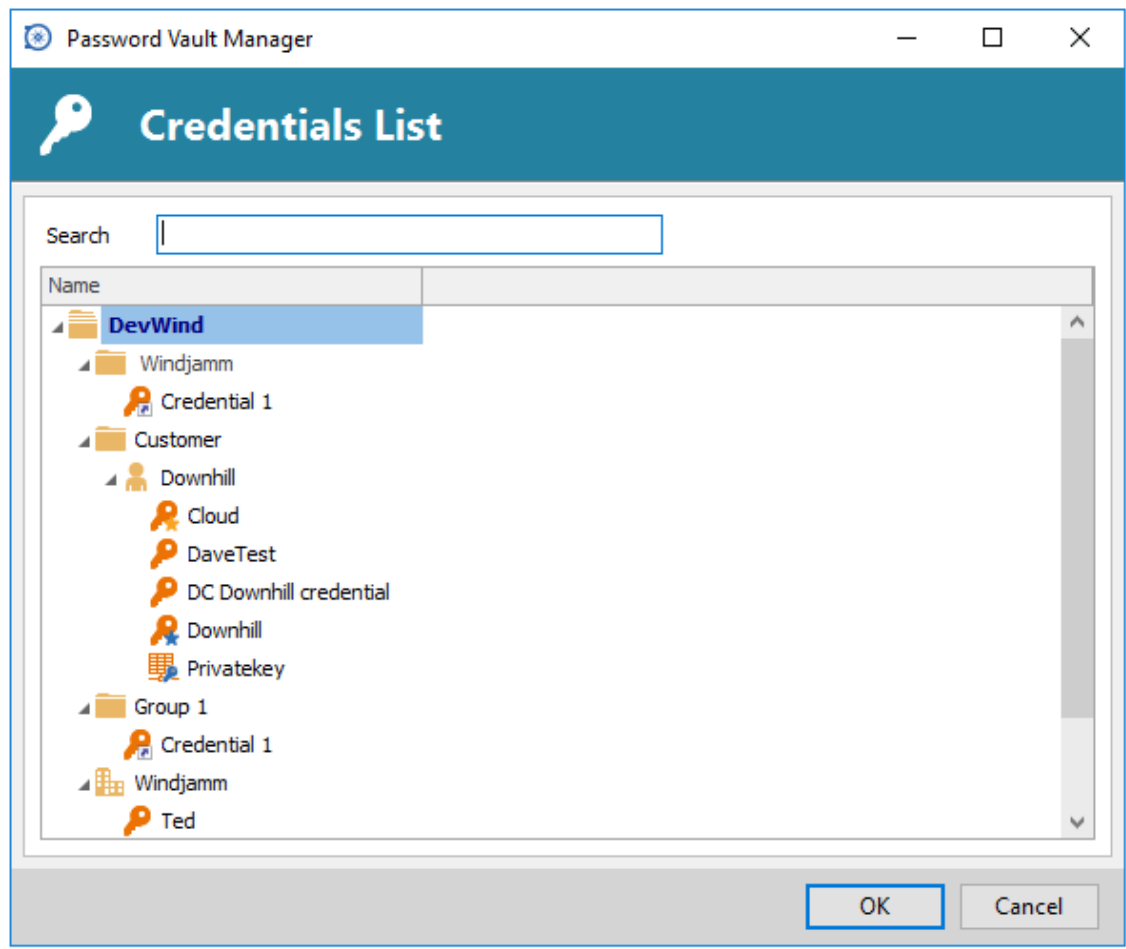 Password Vault Manager
Credentials List
Search
Name
DevWind
Windjamm
Credential 1
Customer
Downhill
Cloud
DaveTest
DC Downhill credential
Downhill
Privatekey
Group 1
Credential 1
Windjamm
Ted
OK Cancel